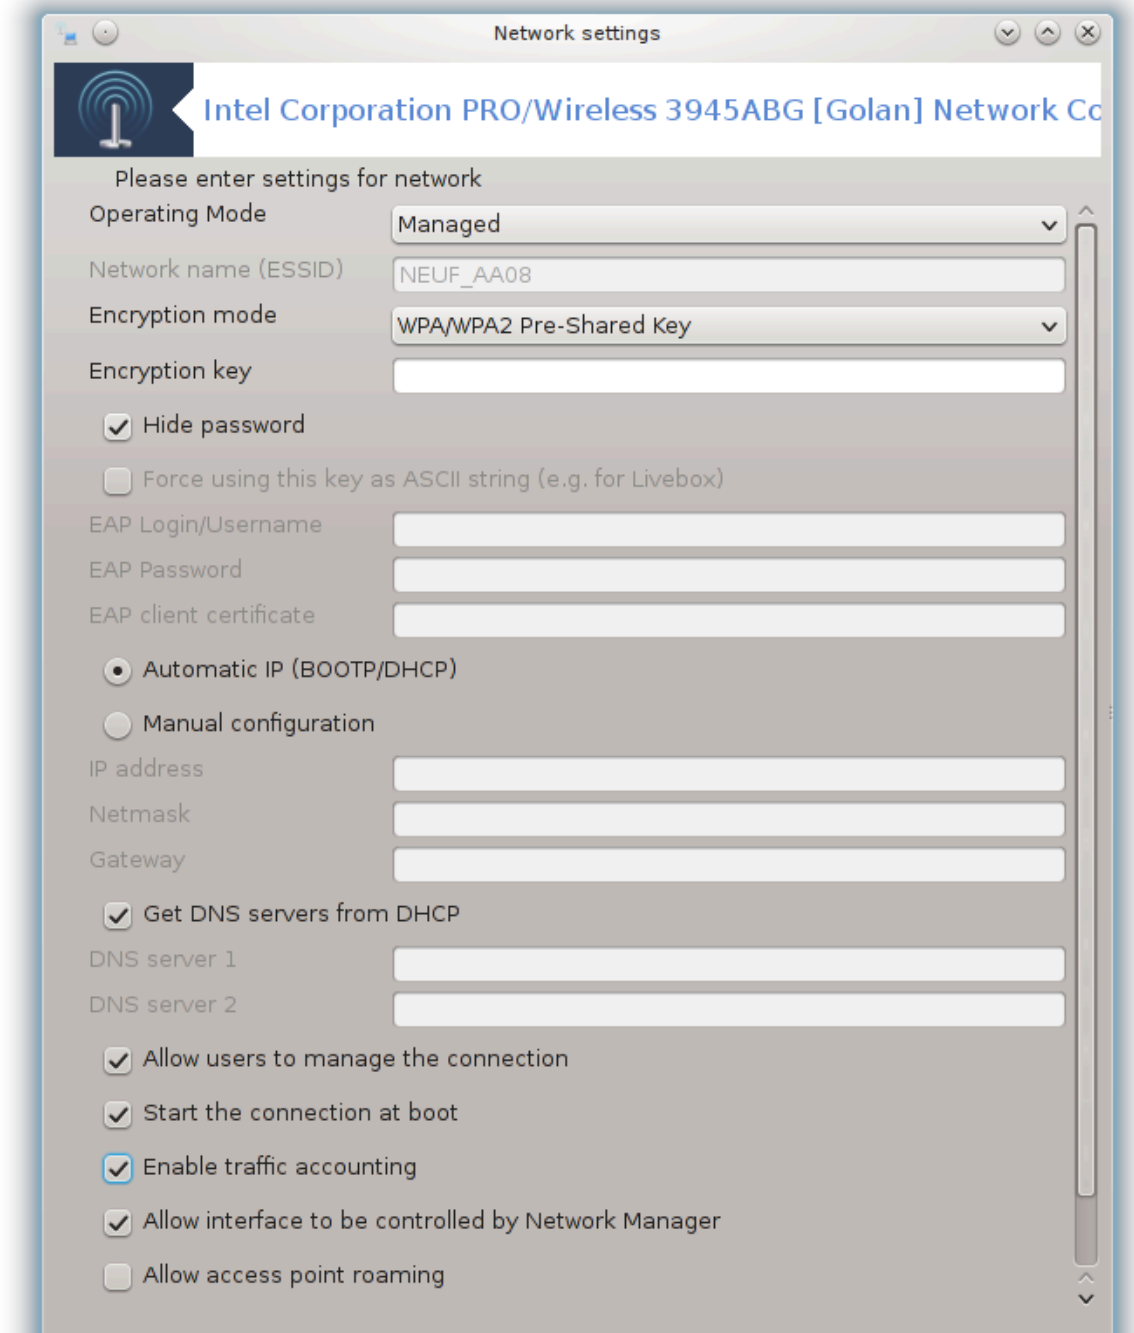 Network settings
Intel Corporation PRO/Wireless 3945ABG [Golan] Network Co
Please enter settings for network
Operating Mode
Managed
Network name (ESSID)
NEUF_AA08
Encryption mode
WPA/WPA2 Pre-Shared Key
Encryption key
Hide password
Force using this key as ASCII string (e.g. for Livebox)
EAP Login/Username
EAP Password
EAP client certificate
Automatic IP (BOOTP/DHCP)
Manual configuration
IP address
Netmask
Gateway
Get DNS servers from DHCP
DNS server 1
DNS server 2
Allow users to manage the connection
Start the connection at boot
Enable traffic accounting
Allow interface to be controlled by Network Manager
Allow access point roaming